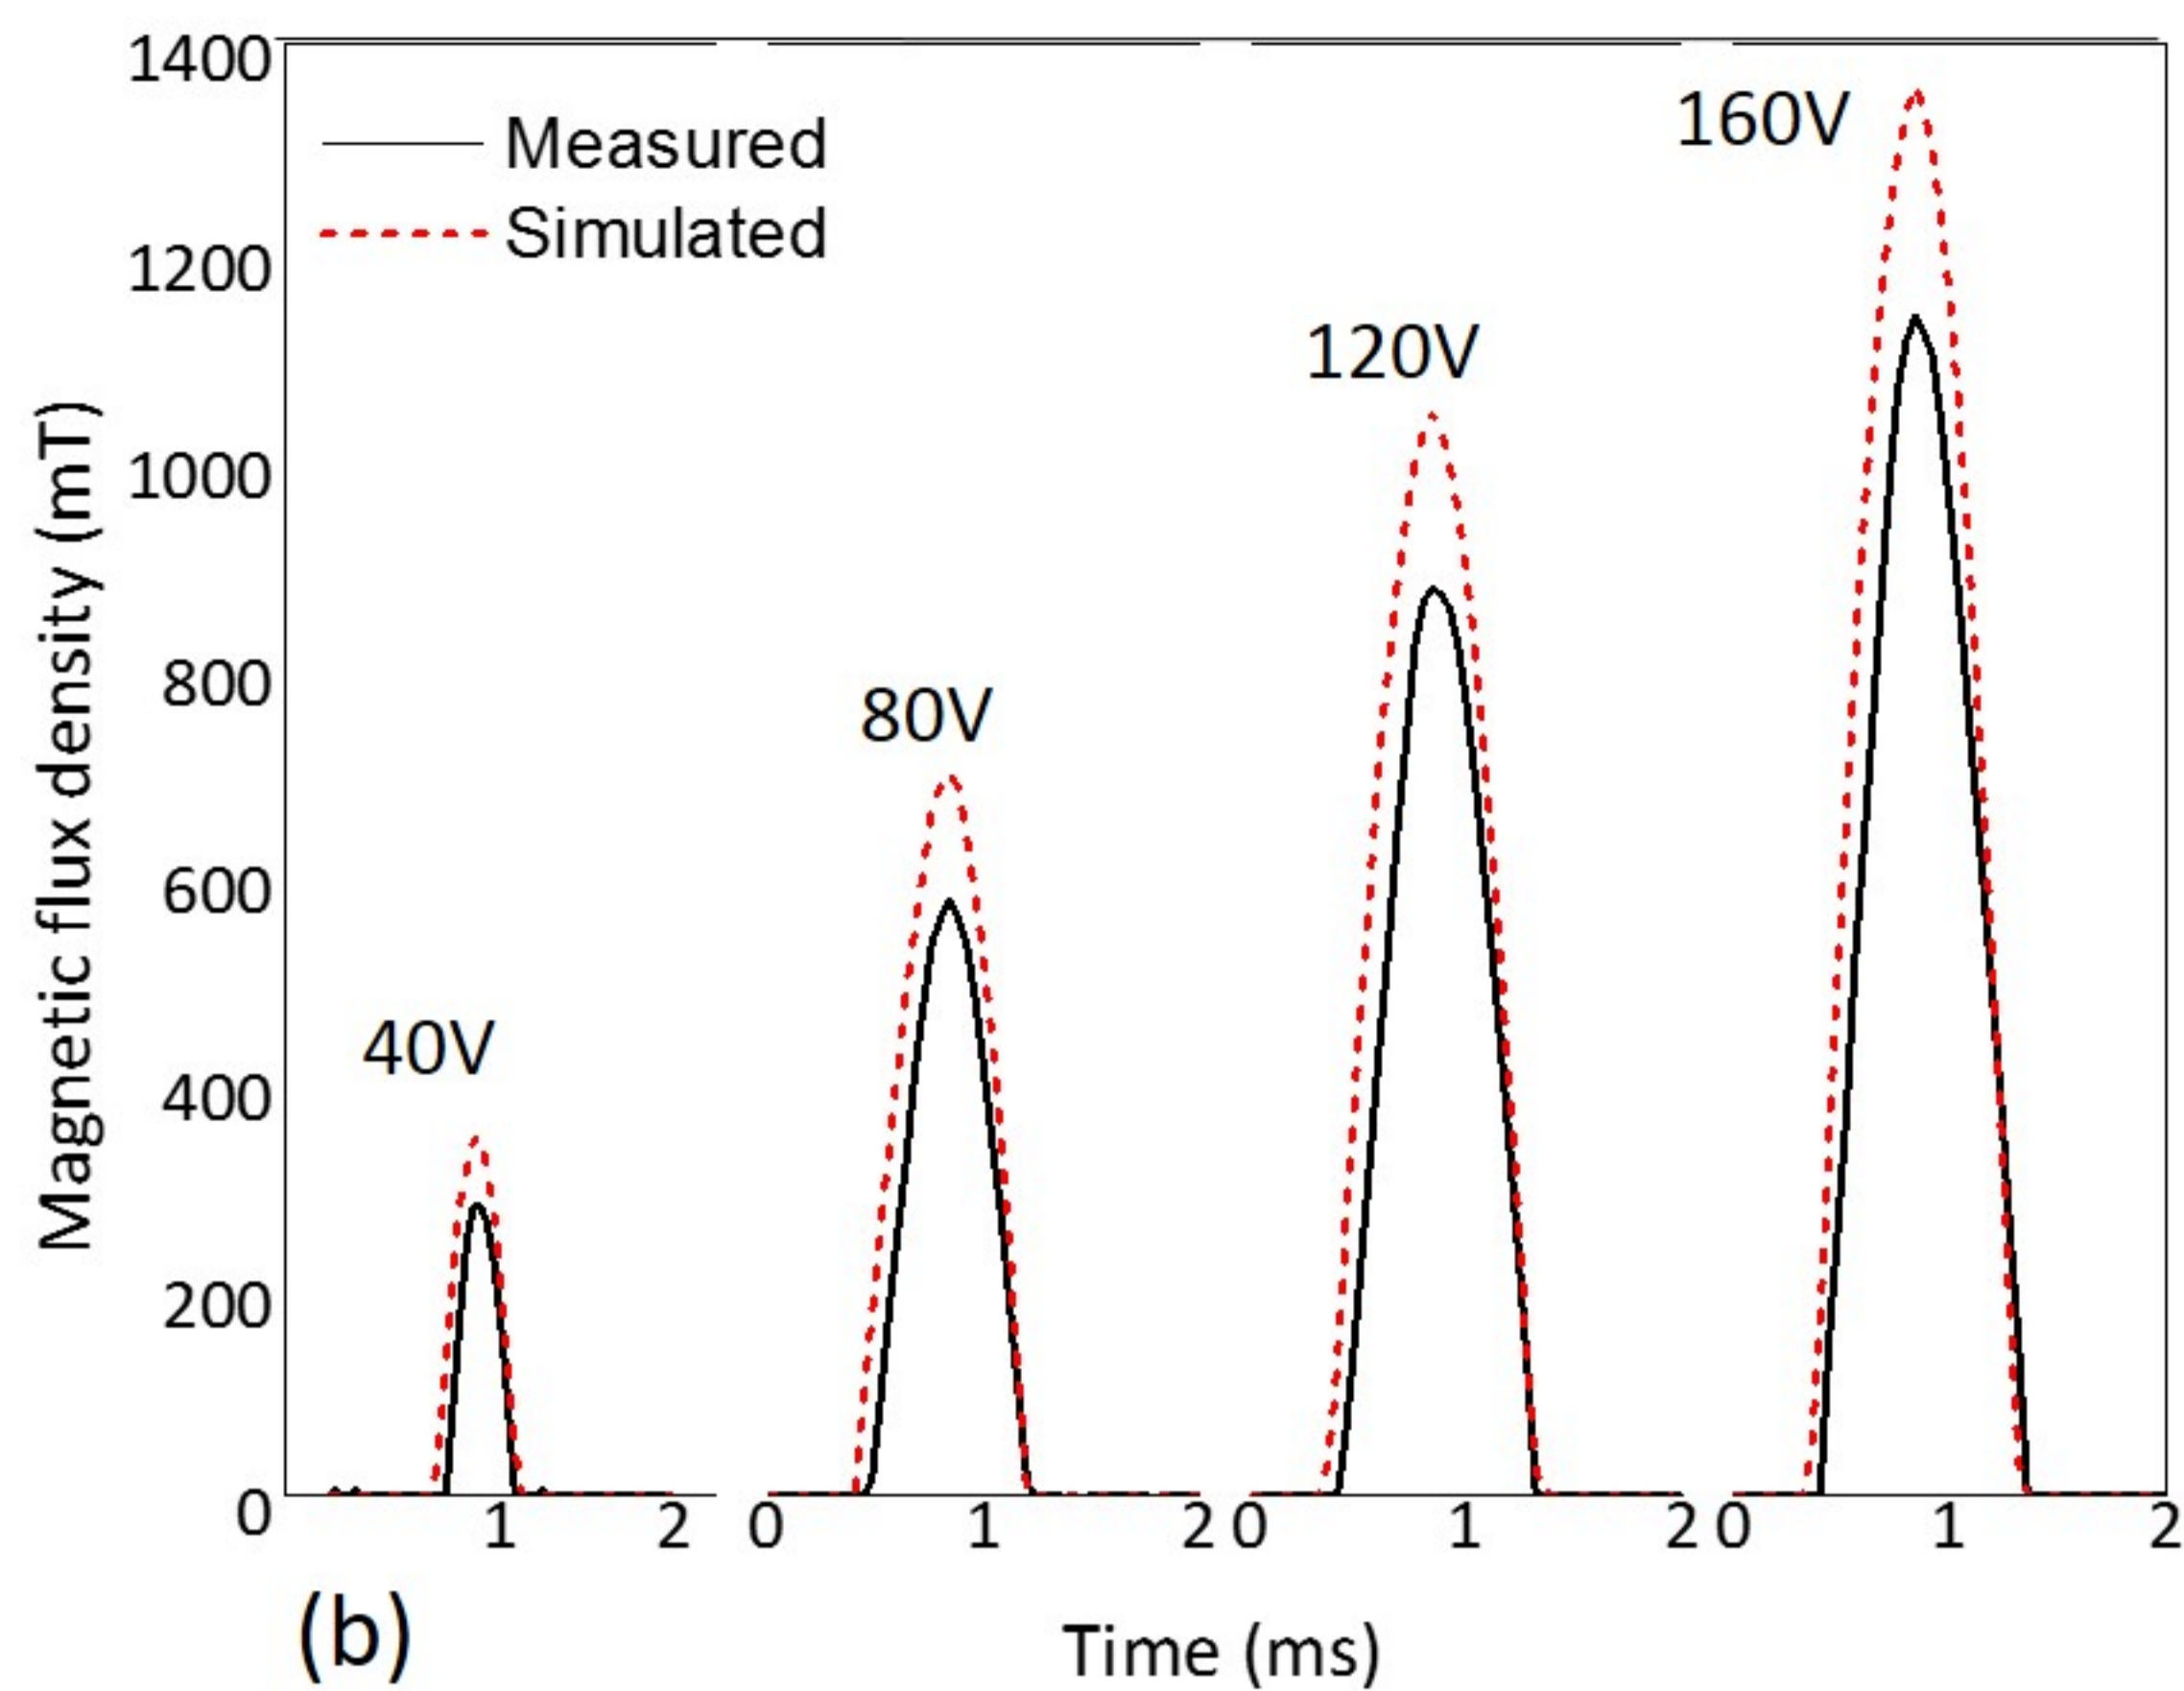 Magnetic flux density (mT)
1400
1200
1000
800
600
400
200
0
Measured
Simulated
40V
80V
120V
160V
1 2 0 1 2 0 1 2 0 1 2
(b)
Time (ms)